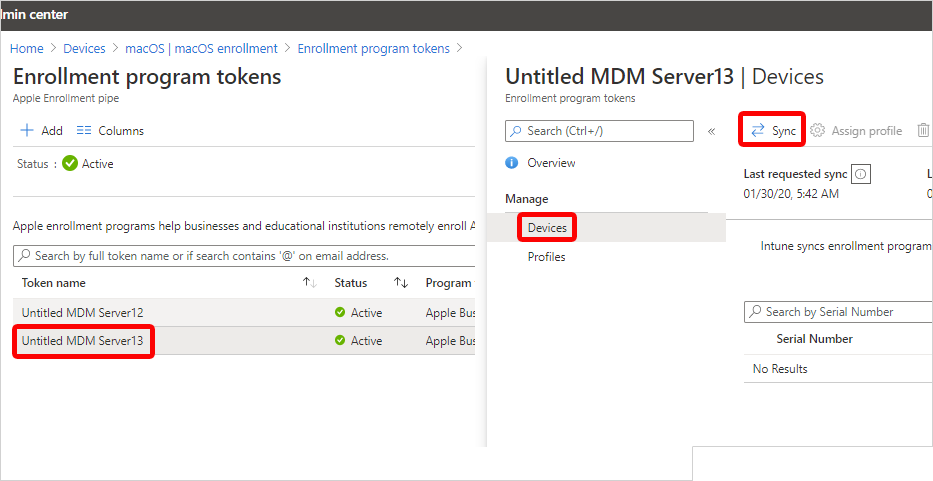 dmin center
Home > Devices > macOS | macOS enrollment > Enrollment program tokens >
Enrollment program tokens
Apple Enrollment pipe
Add Columns
Status : Active
Apple enrollment programs help businesses and educational institutions remotely enroll A
Search by full token name or if search contains '@' on email address.
Token name Status Program
Untitled MDM Server12 Active Apple Bus
Untitled MDM Server13 Active Apple Bus
Untitled MDM Server13 | Devices
Enrollment program tokens
Search (Ctrl+/) «
Overview
Manage
Devices
Profiles
Sync Assign profile
Last requested sync
01/30/20, 5:42 AM
Intune syncs enrollment program
Search by Serial Number
Serial Number
No Results